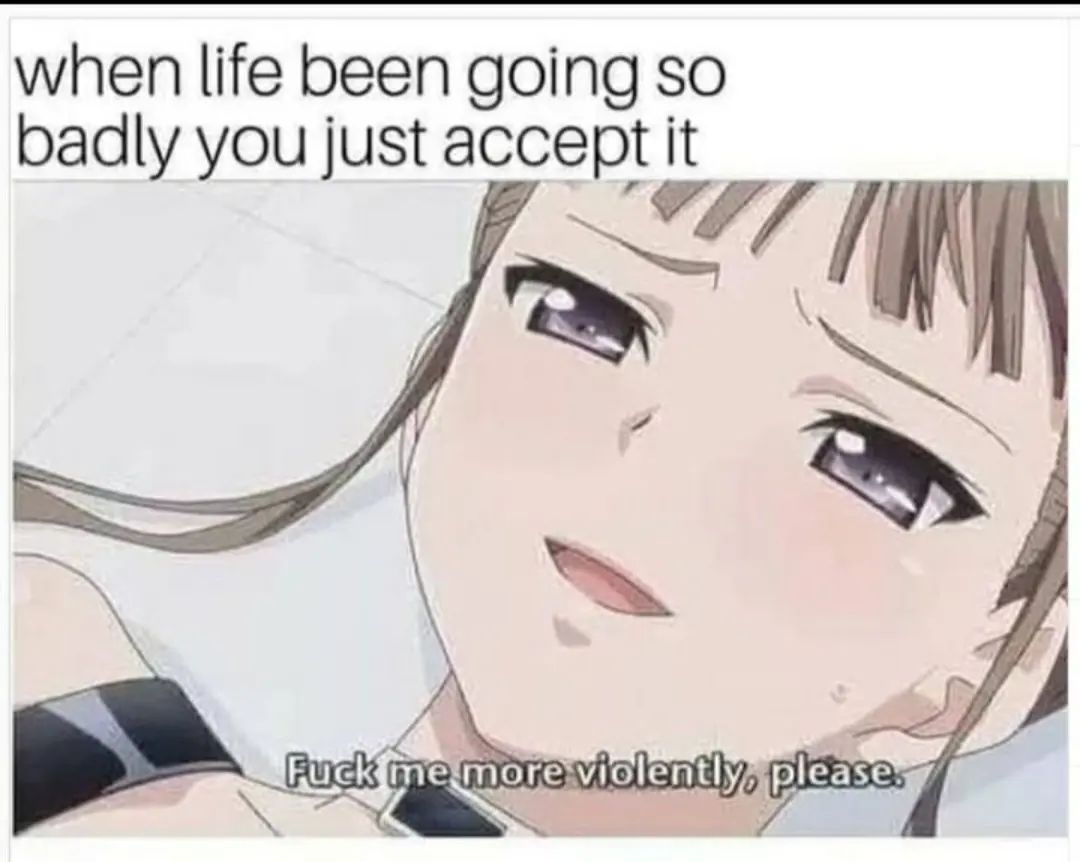 when life been going so
badly you just accept it
Fuck me more violently, please.